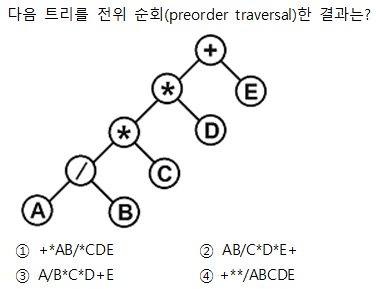 다음 트리를 전위 순회(preorder traversal)한 결과는?
+
*
E
*
D
/
C
A
B
① +*AB/*CDE
② AB/C*D*E+
③ A/B*C*D+E
④ +**/ABCDE